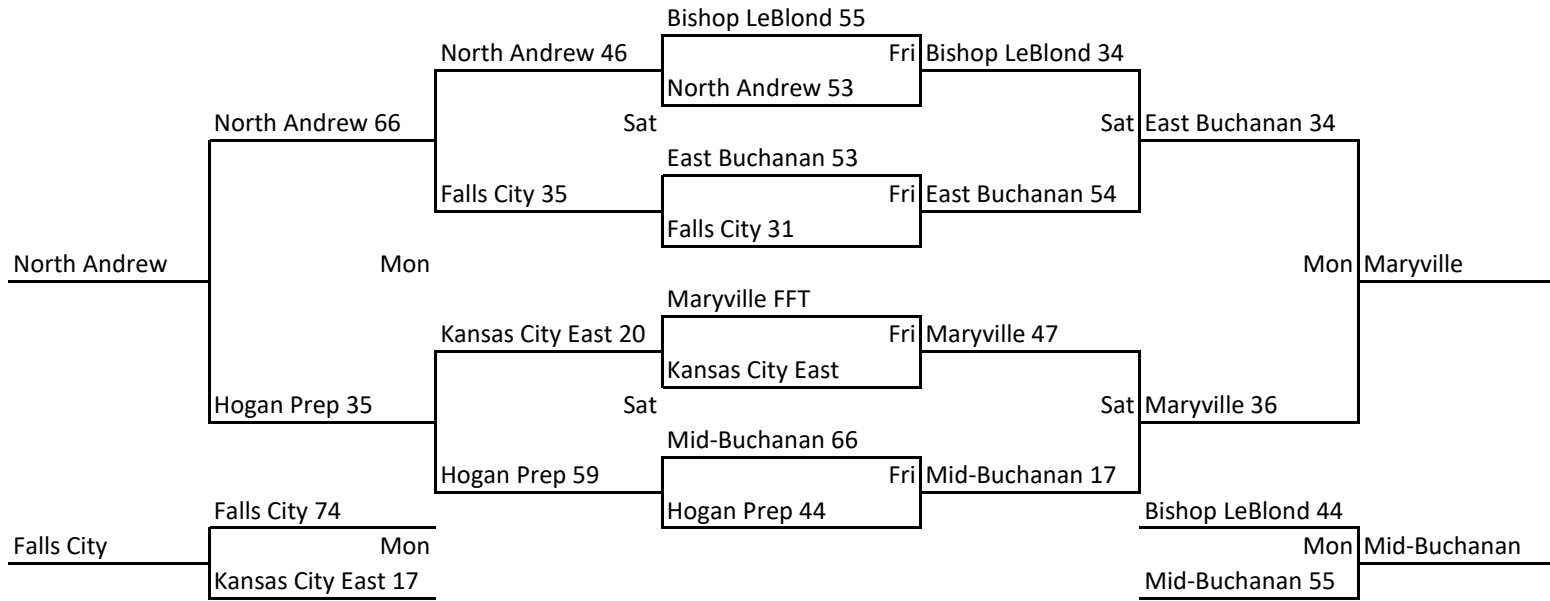 Bishop LeBlond 55
North Andrew 46
Fri
Bishop LeBlond 34
North Andrew 53
North Andrew 66
Sat
Sat
East Buchanan 34
East Buchanan 53
Falls City 35
Fri
East Buchanan 54
Falls City 31
North Andrew
Mon
Mon
Maryville
Maryville FFT
Kansas City East 20
Fri
Maryville 47
Kansas City East
Hogan Prep 35
Sat
Sat
Maryville 36
Mid-Buchanan 66
Hogan Prep 59
Fri
Mid-Buchanan 17
Falls City 74
Hogan Prep 44
Bishop LeBlond 44
Falls City
Mon
Mon
Mid-Buchanan
Kansas City East 17
Mid-Buchanan 55